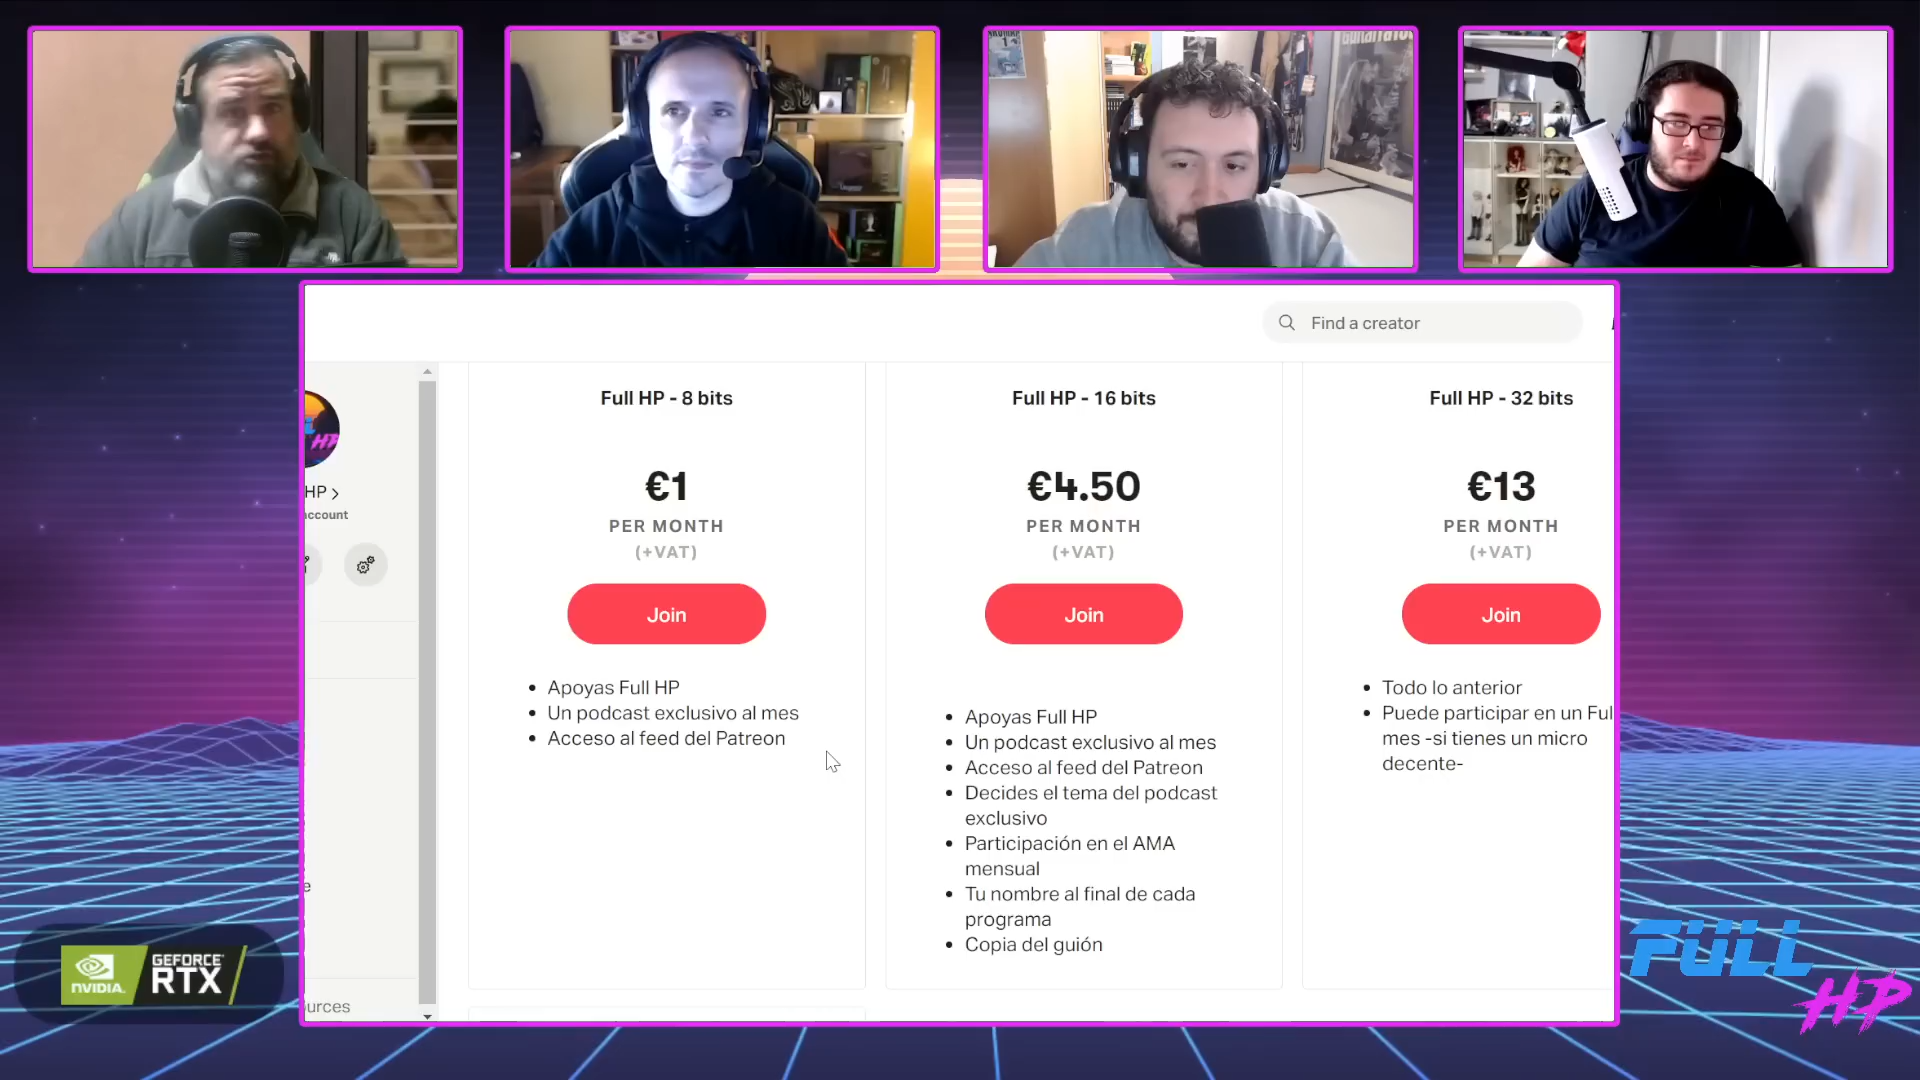 Find a creator
Full HP - 8 bits
€1
PER MONTH
(+VAT)
Join
Apoyas Full HP
Un podcast exclusivo al mes
Acceso al feed del Patreon
Full HP - 16 bits
€4.50
PER MONTH
(+VAT)
Join
Apoyas Full HP
Un podcast exclusivo al mes
Acceso al feed del Patreon
Decides el tema del podcast
exclusivo
Participación en el AMA
mensual
Tu nombre al final de cada
programa
Copia del guión
Full HP - 32 bits
€13
PER MONTH
(+VAT)
Join
Todo lo anterior
Puede participar en un Ful
mes -si tienes un micro
decente-
HP
account
urces
NVIDIA.
GEFORCE
RTX
FULL
HP